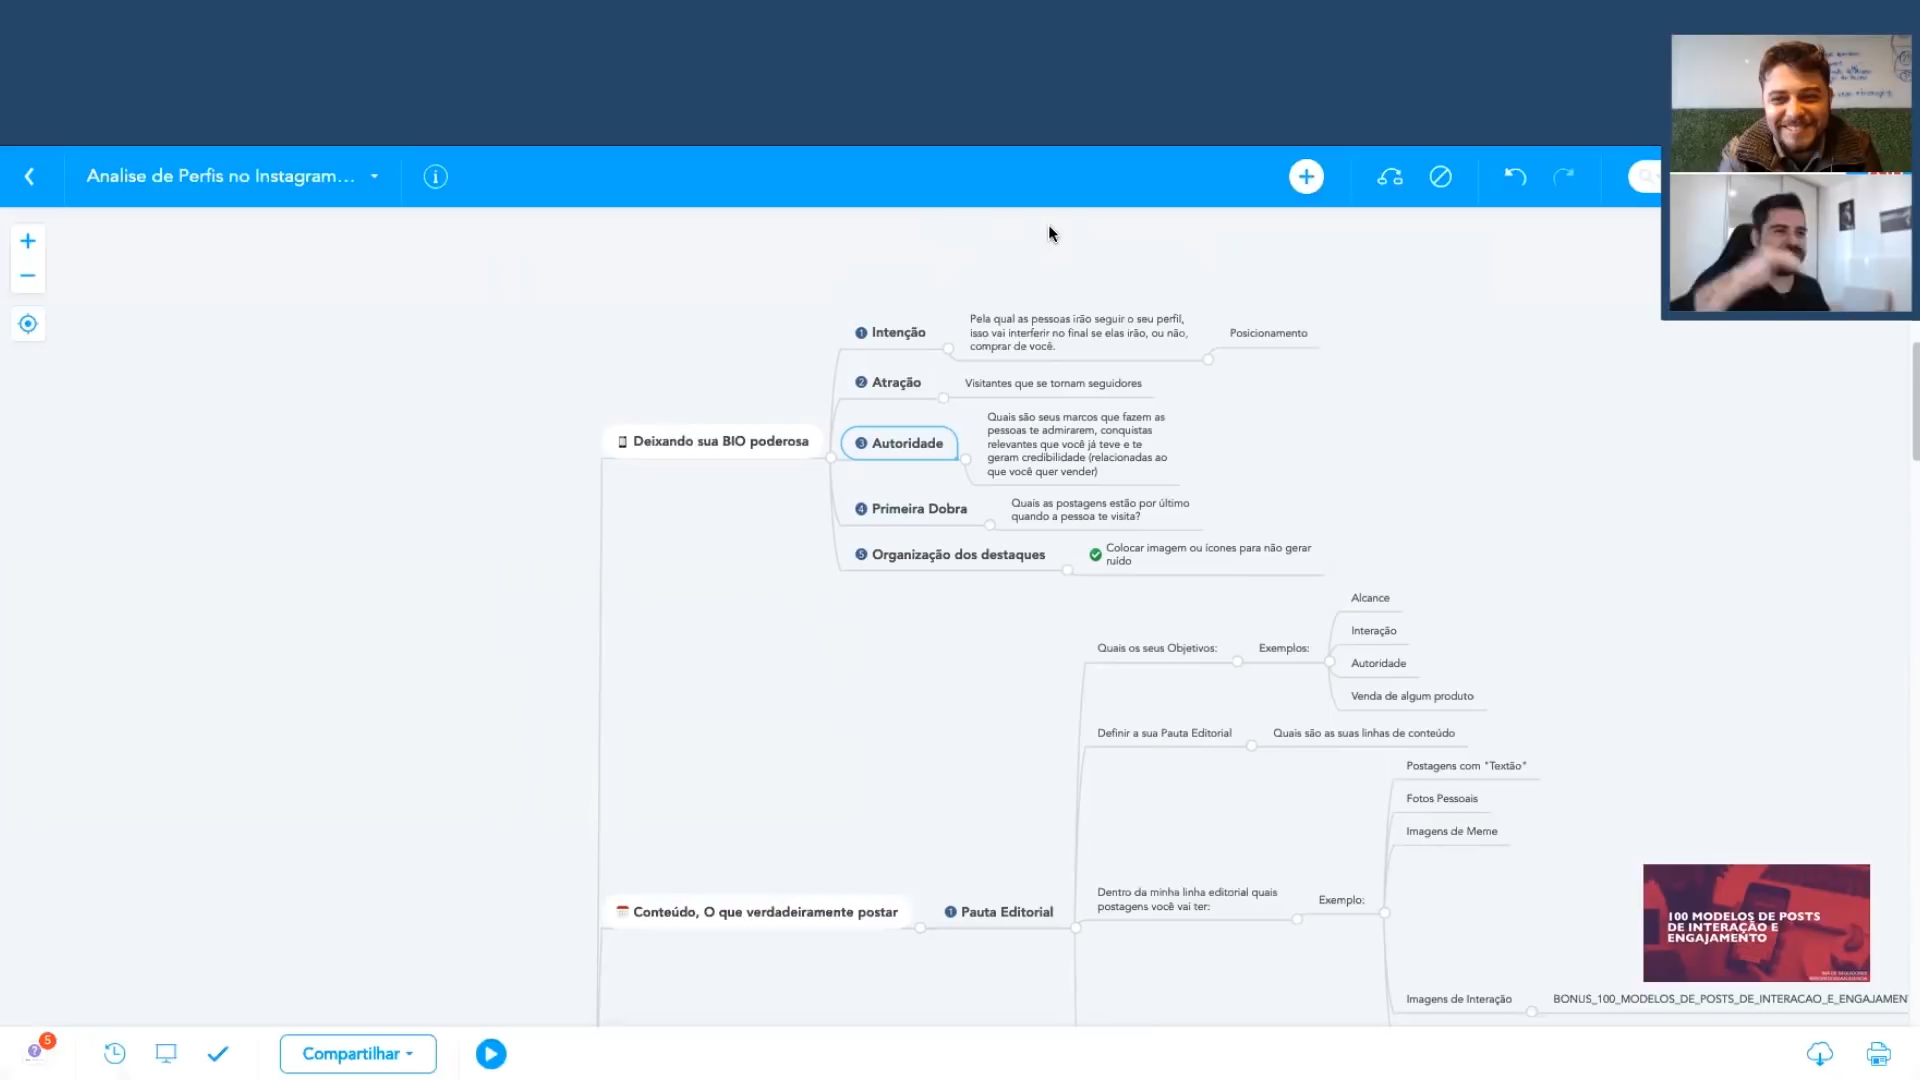 Analise de Perfis no Instagram...
Intenção
Pela qual as pessoas irão seguir o seu perfil,
isso vai interferir no final se elas irão, ou não,
comprar de você.
Posicionamento
Atração
Visitantes que se tornam seguidores
Deixando sua BIO poderosa
Autoridade
Quais são seus marcos que fazem as
pessoas te admirarem, conquistas
relevantes que você já teve e te
geram credibilidade (relacionadas ao
que você quer vender)
Primeira Dobra
Quais as postagens estão por último
quando a pessoa te visita?
Organização dos destaques
Colocar imagem ou ícones para não gerar
ruído
Quais os seus Objetivos:
Exemplos:
Alcance
Interação
Autoridade
Venda de algum produto
Definir a sua Pauta Editorial
Quais são as suas linhas de conteúdo
Postagens com "Textão"
Fotos Pessoais
Imagens de Meme
Conteúdo, O que verdadeiramente postar
Pauta Editorial
Dentro da minha linha editorial quais
postagens você vai ter:
Exemplo:
100 MODELOS DE POSTS
DE INTERAÇÃO E
ENGAJAMENTO
Imagens de Interação
BONUS_100_MODELOS_DE_POSTS_DE_INTERACAO_E_ENGAJAMEN
5
Compartilhar